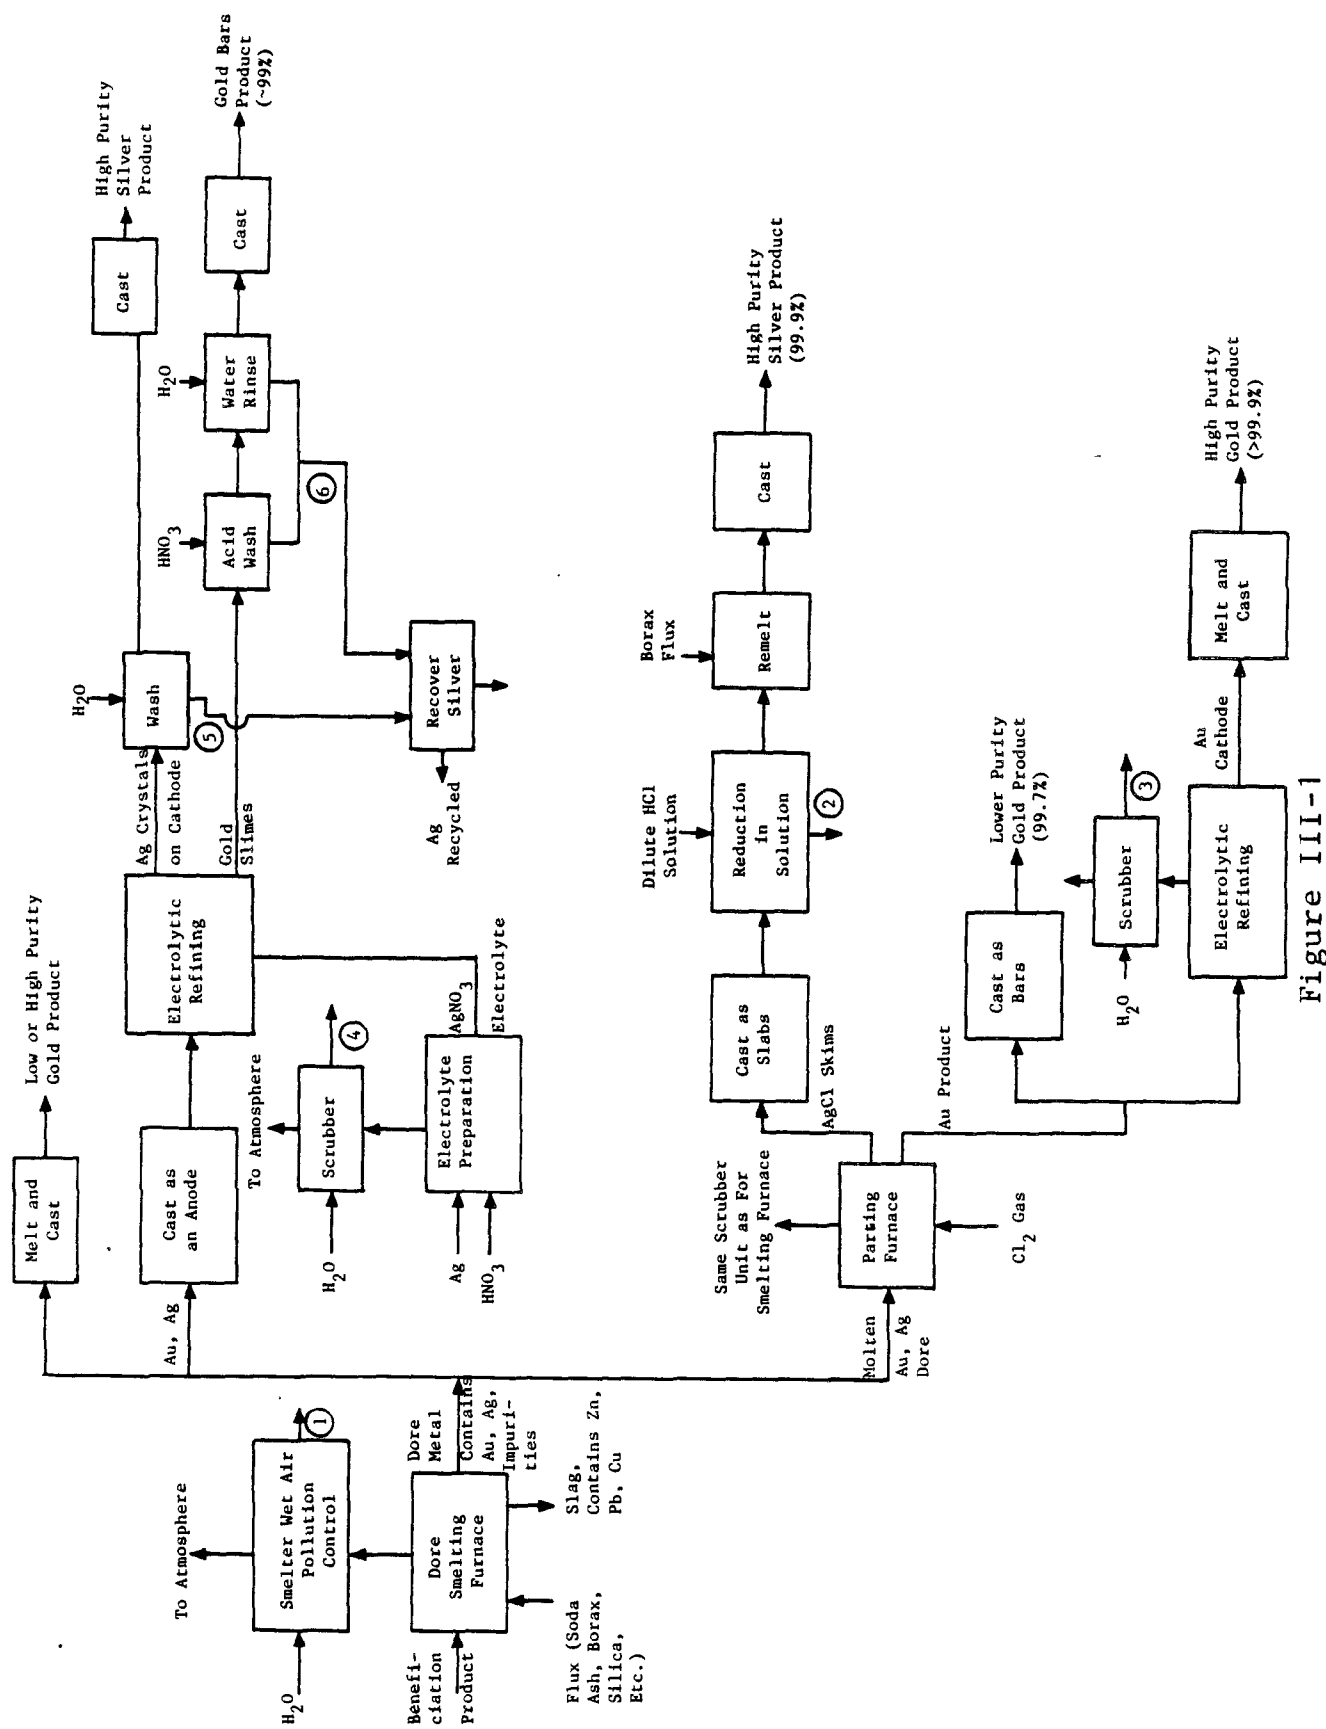 H2O
Smelter Wet Air
Pollution
Control
To Atmosphere
1
Benefi-
ciation
Product
Dore
Smelting
Furnace
Flux (Soda
Ash, Borax,
Silica,
Etc.)
Slag,
Contains Zn,
Pb, Cu
Dore
Metal
Contains
Au, Ag,
Impuri-
ties
Melt and
Cast
Low or High Purity
Gold Product
Au, Ag
Cast as
an Anode
Electrolytic
Refining
To Atmosphere
H2O
Scrubber
4
Ag
HNO3
Electrolyte
Preparation
AgNO3
Electrolyte
Ag Crystals
on Cathode
Gold
Slimes
H2O
Wash
5
Cast
High Purity
Silver
Product
HNO3
Acid
Wash
H2O
Water
Rinse
6
Cast
Gold Bars
Product
(~99%)
Recover
Silver
Ag
Recycled
Molten
Au, Ag
Dore
Same Scrubber
Unit as For
Smelting Furnace
Parting
Furnace
Cl2 Gas
AgCl Skims
Cast as
Slabs
Dilute HCl
Solution
Reduction
in
Solution
2
Borax
Flux
Remelt
Cast
High Purity
Silver Product
(99.9%)
Au Product
Cast as
Bars
Lower Purity
Gold Product
(99.7%)
H2O
Scrubber
3
Electrolytic
Refining
Au
Cathode
Melt and
Cast
High Purity
Gold Product
(>99.9%)
Figure III-1